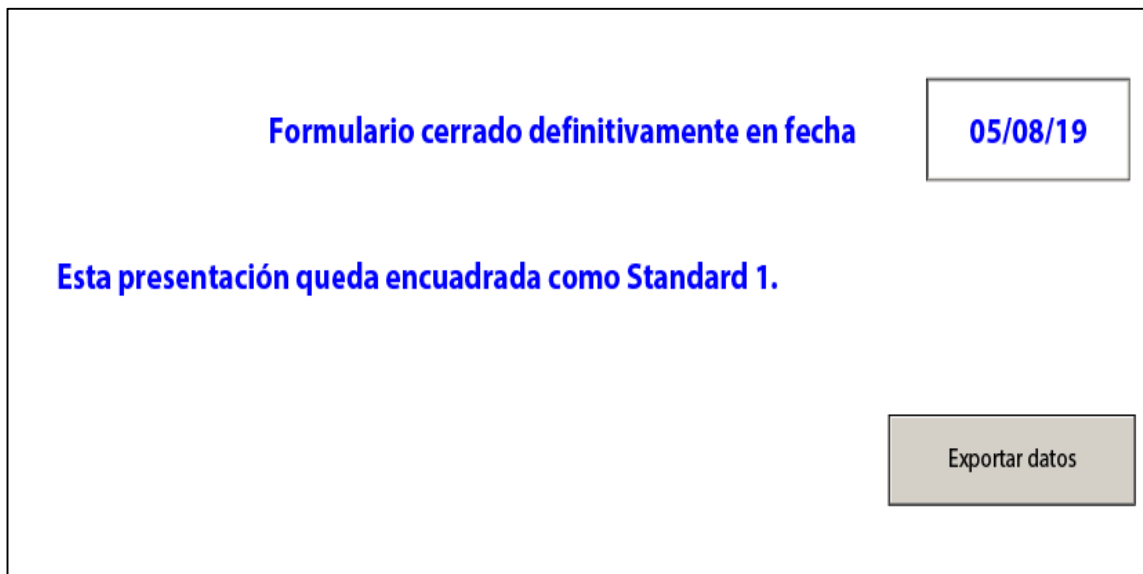 Formulario cerrado definitivamente en fecha 05/08/19
Esta presentación queda encuadrada como Standard 1.
Exportar datos